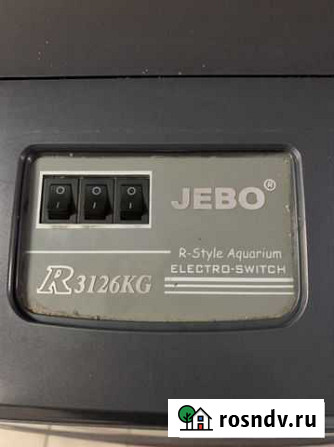 JEBO®
R-Style Aquarium
ELECTRO-SWITCH
R3126KG
rosndv.ru